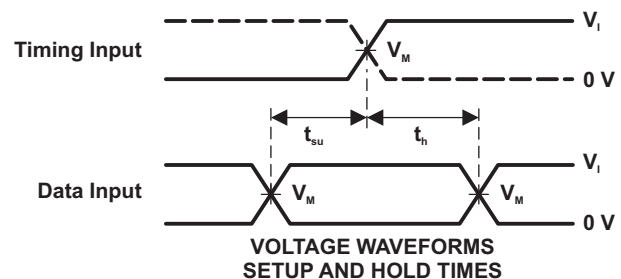 V_I
Timing Input
V_M
0 V
t_su
t_h
V_I
Data Input
V_M
V_M
0 V
VOLTAGE WAVEFORMS
SETUP AND HOLD TIMES